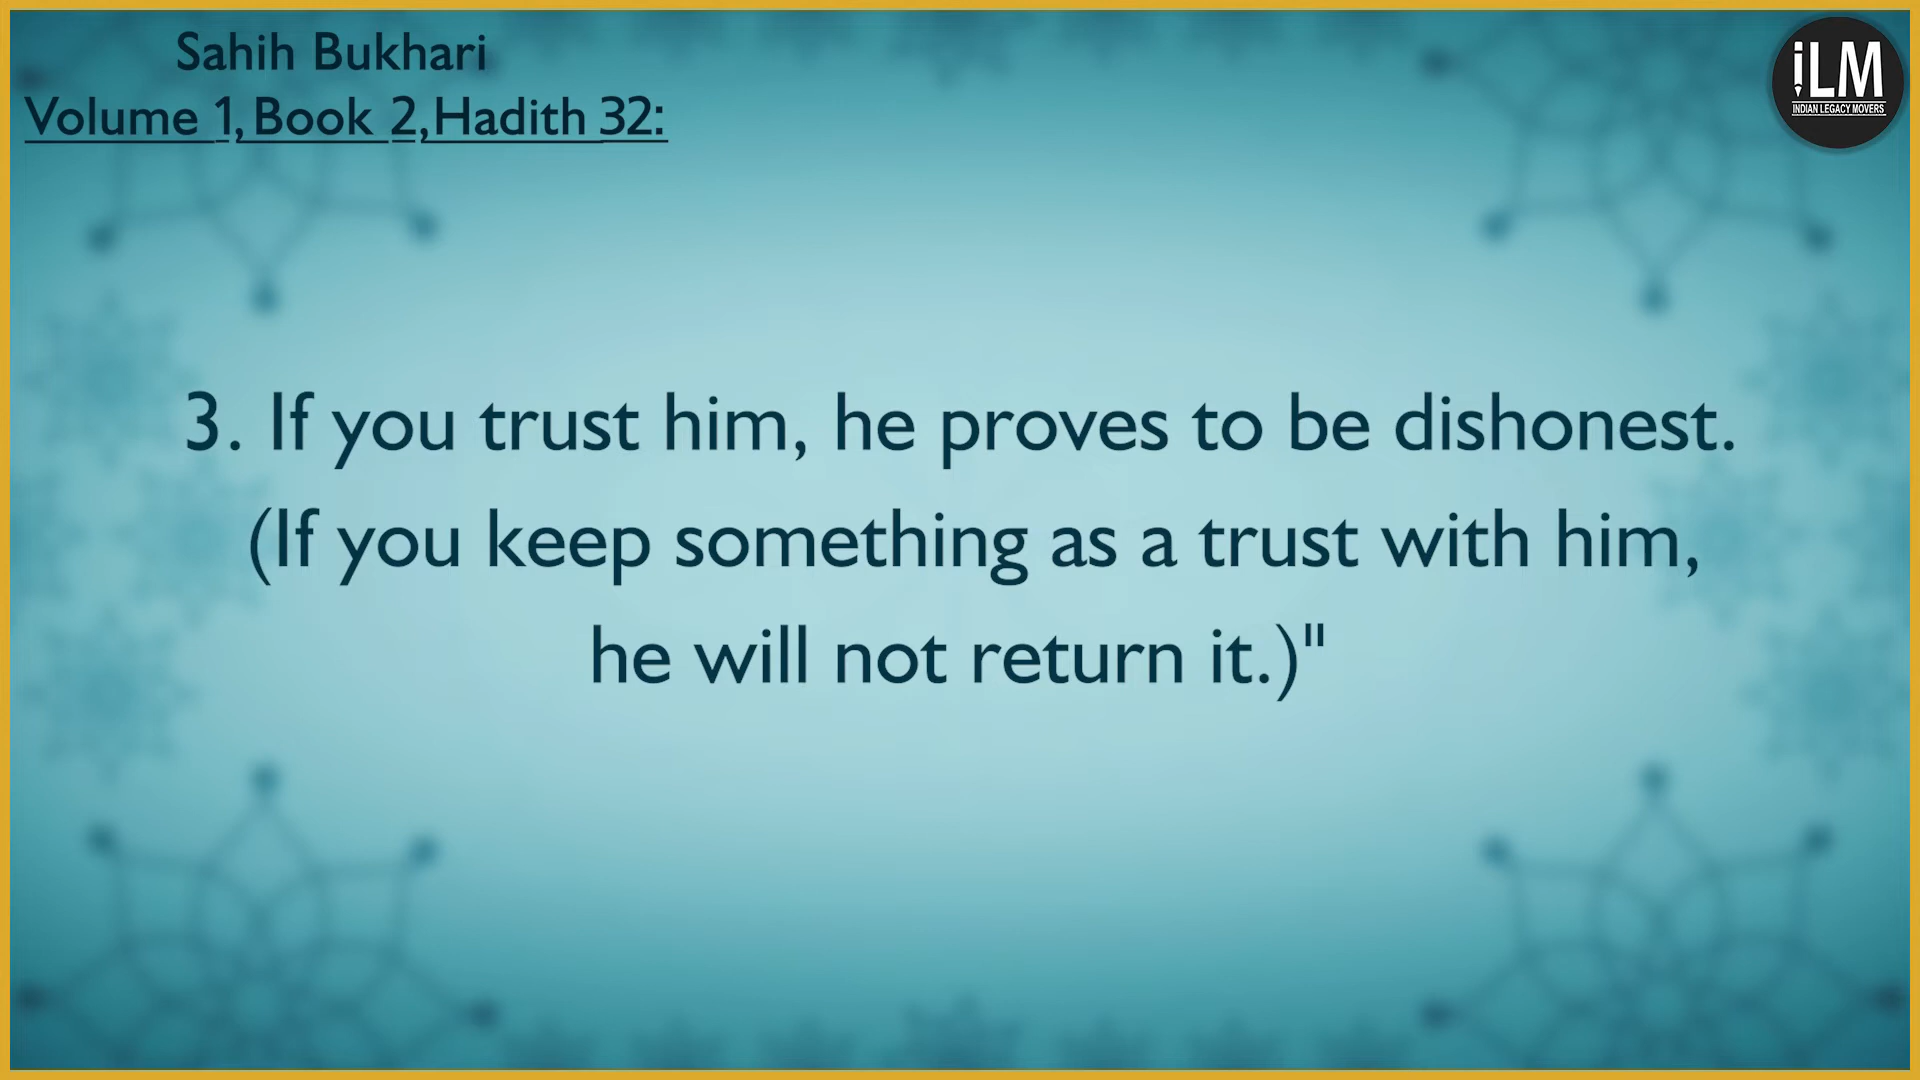 Sahih Bukhari
Volume 1, Book 2, Hadith 32:
iLM
INDIAN LEGACY MOVERS
3. If you trust him, he proves to be dishonest.
(If you keep something as a trust with him,
he will not return it.)"